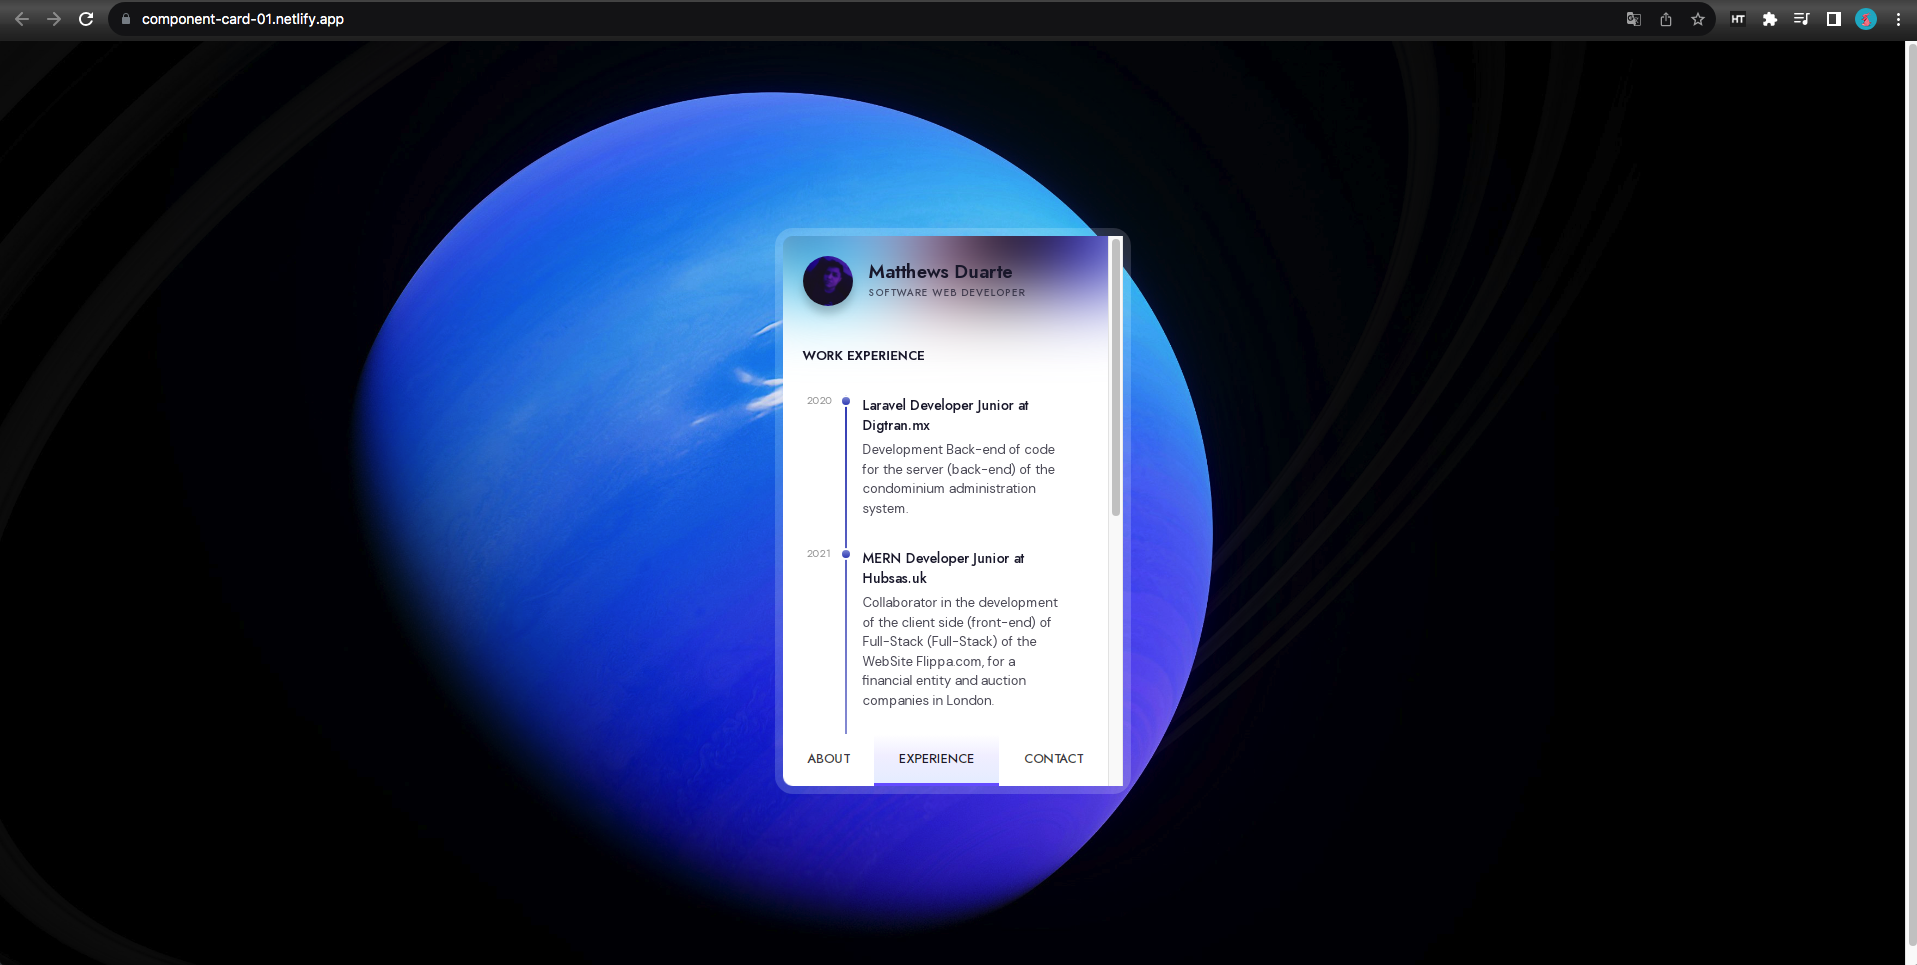 component-card-01.netlify.app
HT
Matthews Duarte
SOFTWARE WEB DEVELOPER
WORK EXPERIENCE
2020
Laravel Developer Junior at
Digtran.mx
Development Back-end of code
for the server (back-end) of the
condominium administration
system.
2021
MERN Developer Junior at
Hubsas.uk
Collaborator in the development
of the client side (front-end) of
Full-Stack (Full-Stack) of the
WebSite Flippa.com, for a
financial entity and auction
companies in London.
ABOUT EXPERIENCE CONTACT